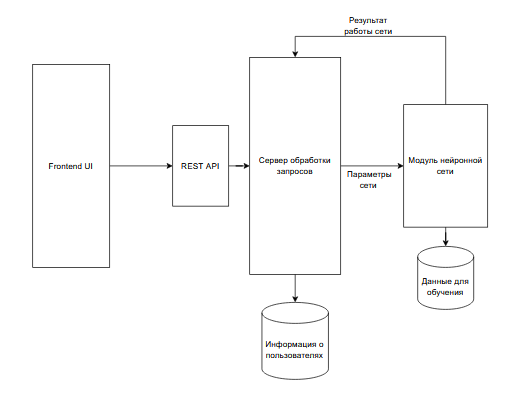 Результат
работы сети
Frontend UI
REST API
Сервер обработки
запросов
Параметры
сети
Модуль нейронной
сети
Данные для
обучения
Информация о
пользователях